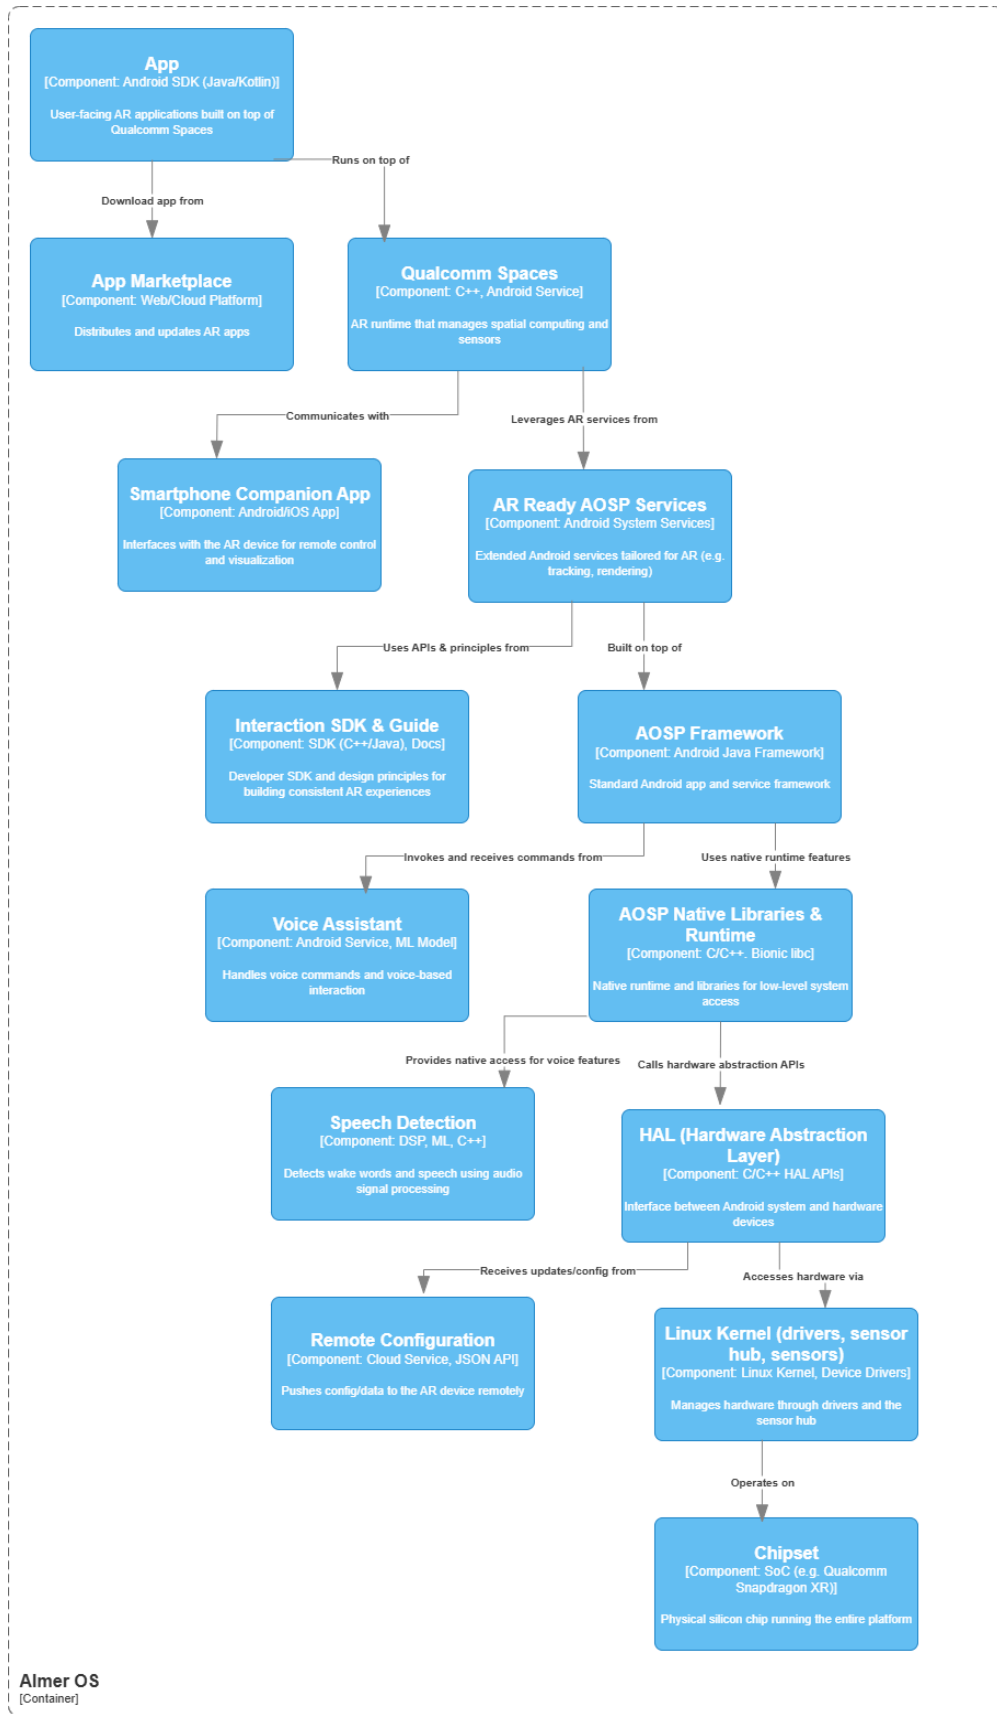 App
[Component: Android SDK (Java/Kotlin)]
User-facing AR applications built on top of
Qualcomm Spaces
Runs on top of
Download app from
App Marketplace
[Component: Web/Cloud Platform]
Distributes and updates AR apps
Qualcomm Spaces
[Component: C++, Android Service]
AR runtime that manages spatial computing and
sensors
Communicates with
Leverages AR services from
Smartphone Companion App
[Component: Android/iOS App]
Interfaces with the AR device for remote control
and visualization
AR Ready AOSP Services
[Component: Android System Services]
Extended Android services tailored for AR (e.g.
tracking, rendering)
Uses APIs & principles from
Built on top of
Interaction SDK & Guide
[Component: SDK (C++/Java), Docs]
Developer SDK and design principles for
building consistent AR experiences
AOSP Framework
[Component: Android Java Framework]
Standard Android app and service framework
Invokes and receives commands from
Uses native runtime features
Voice Assistant
[Component: Android Service, ML Model]
Handles voice commands and voice-based
interaction
AOSP Native Libraries &
Runtime
[Component: C/C++. Bionic libc]
Native runtime and libraries for low-level system
access
Provides native access for voice features
Calls hardware abstraction APIs
Speech Detection
[Component: DSP, ML, C++]
Detects wake words and speech using audio
signal processing
HAL (Hardware Abstraction
Layer)
[Component: C/C++ HAL APIs]
Interface between Android system and hardware
devices
Receives updates/config from
Accesses hardware via
Remote Configuration
[Component: Cloud Service, JSON API]
Pushes config/data to the AR device remotely
Linux Kernel (drivers, sensor
hub, sensors)
[Component: Linux Kernel, Device Drivers]
Manages hardware through drivers and the
sensor hub
Operates on
Chipset
[Component: SoC (e.g. Qualcomm
Snapdragon XR)]
Physical silicon chip running the entire platform
Almer OS
[Container]